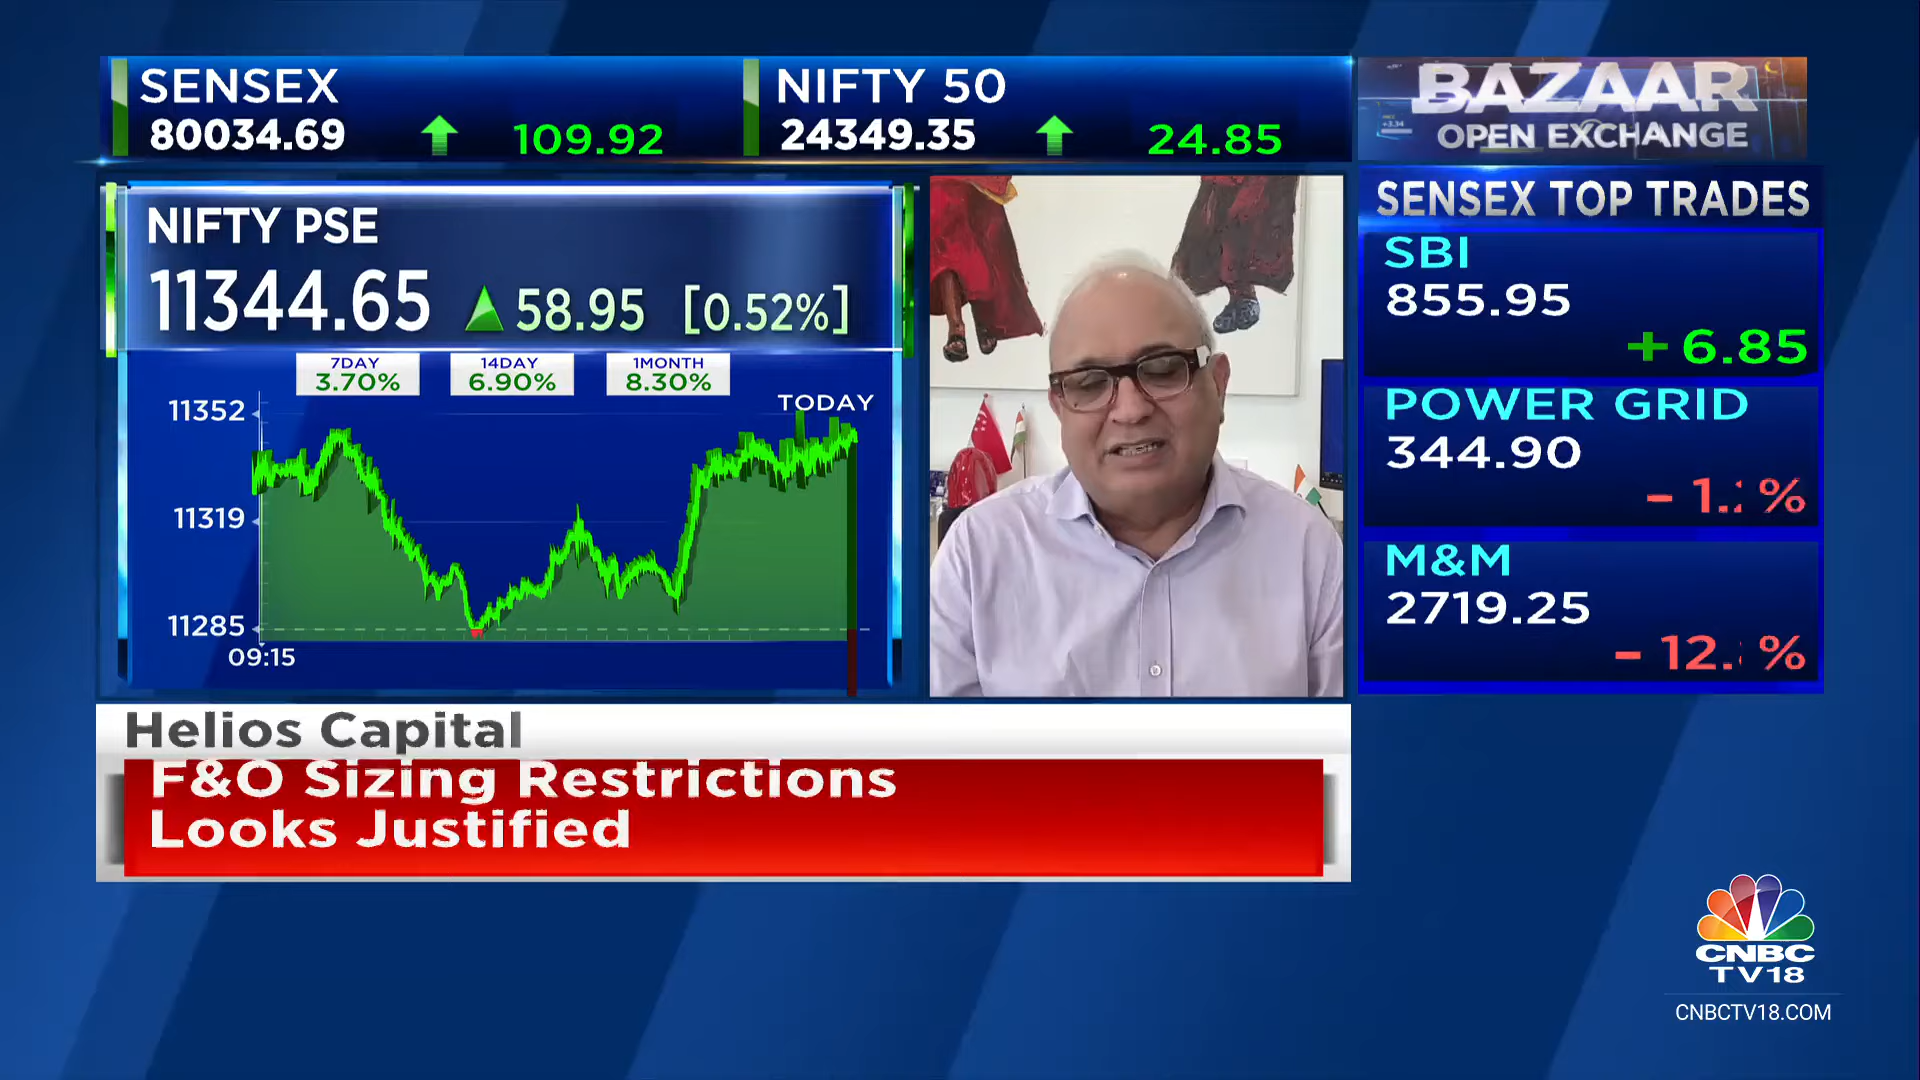 SENSEX
80034.69 109.92
NIFTY 50
24349.35 24.85
BAZAAR
OPEN EXCHANGE
NIFTY PSE
11344.65 58.95 [0.52%]
7DAY
3.70%
14DAY
6.90%
1MONTH
8.30%
TODAY
11352
11319
11285
09:15
SENSEX TOP TRADES
SBI
855.95
+ 6.85
POWER GRID
344.90
M&M
2719.25
Helios Capital
F&O Sizing Restrictions
Looks Justified
CNBC
TV18
CNBCTV18.COM